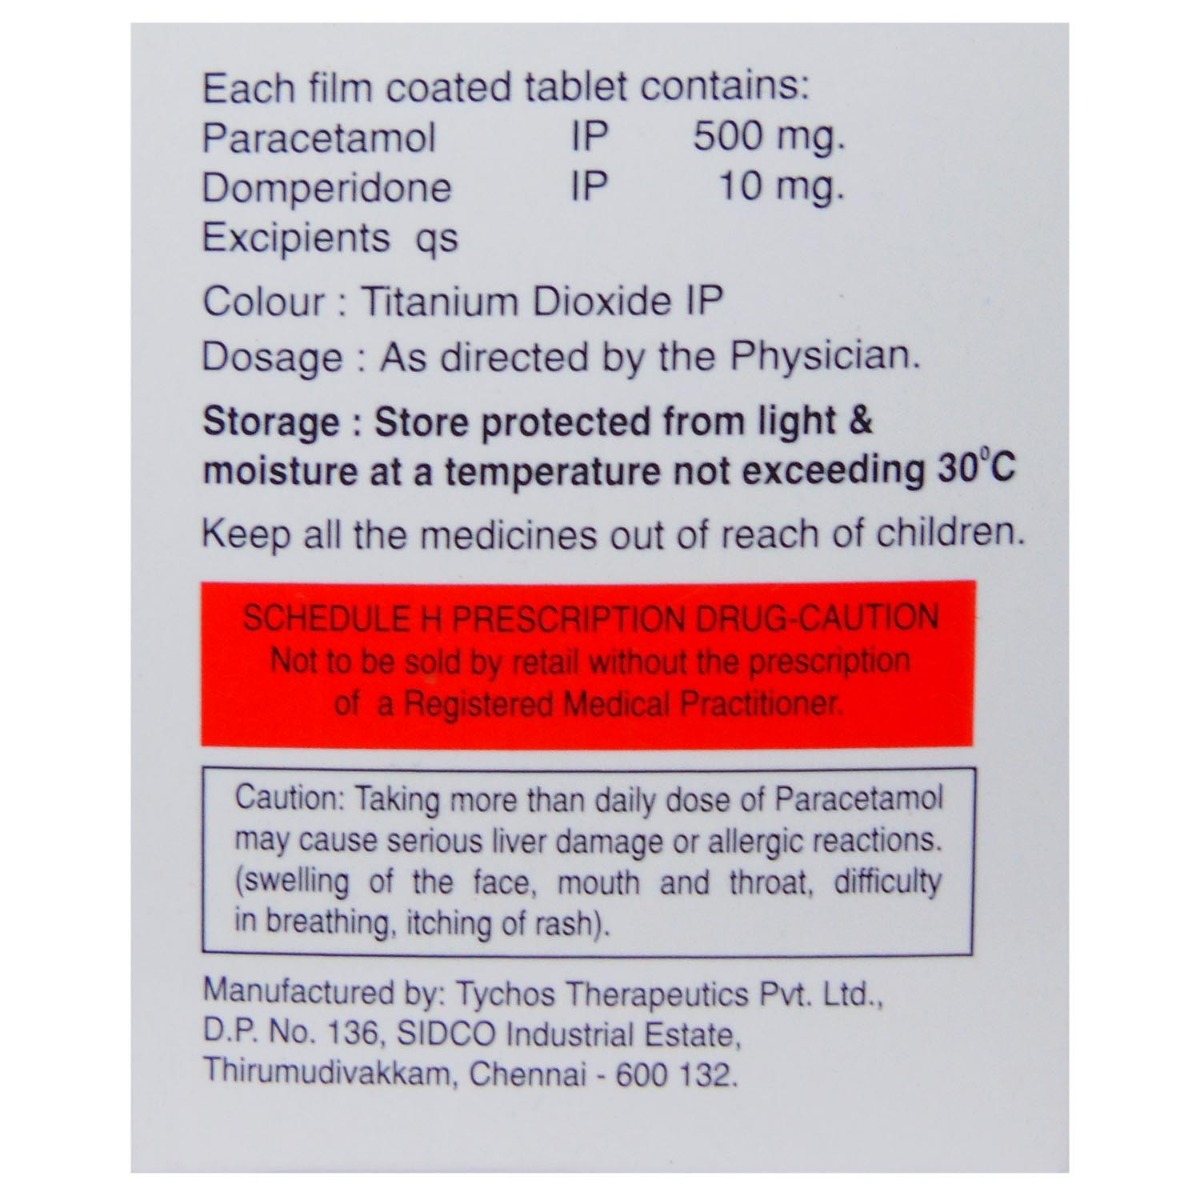 Each film coated tablet contains:
Paracetamol IP 500 mg.
Domperidone IP 10 mg.
Excipients qs
Colour : Titanium Dioxide IP
Dosage : As directed by the Physician.
Storage : Store protected from light &
moisture at a temperature not exceeding 30⁰C
Keep all the medicines out of reach of children.
SCHEDULE H PRESCRIPTION DRUG-CAUTION
Not to be sold by retail without the prescription
of a Registered Medical Practitioner.
Caution: Taking more than daily dose of Paracetamol
may cause serious liver damage or allergic reactions.
(swelling of the face, mouth and throat, difficulty
in breathing, itching of rash).
Manufactured by: Tychos Therapeutics Pvt. Ltd.,
D.P. No. 136, SIDCO Industrial Estate,
Thirumudivakkam, Chennai - 600 132.